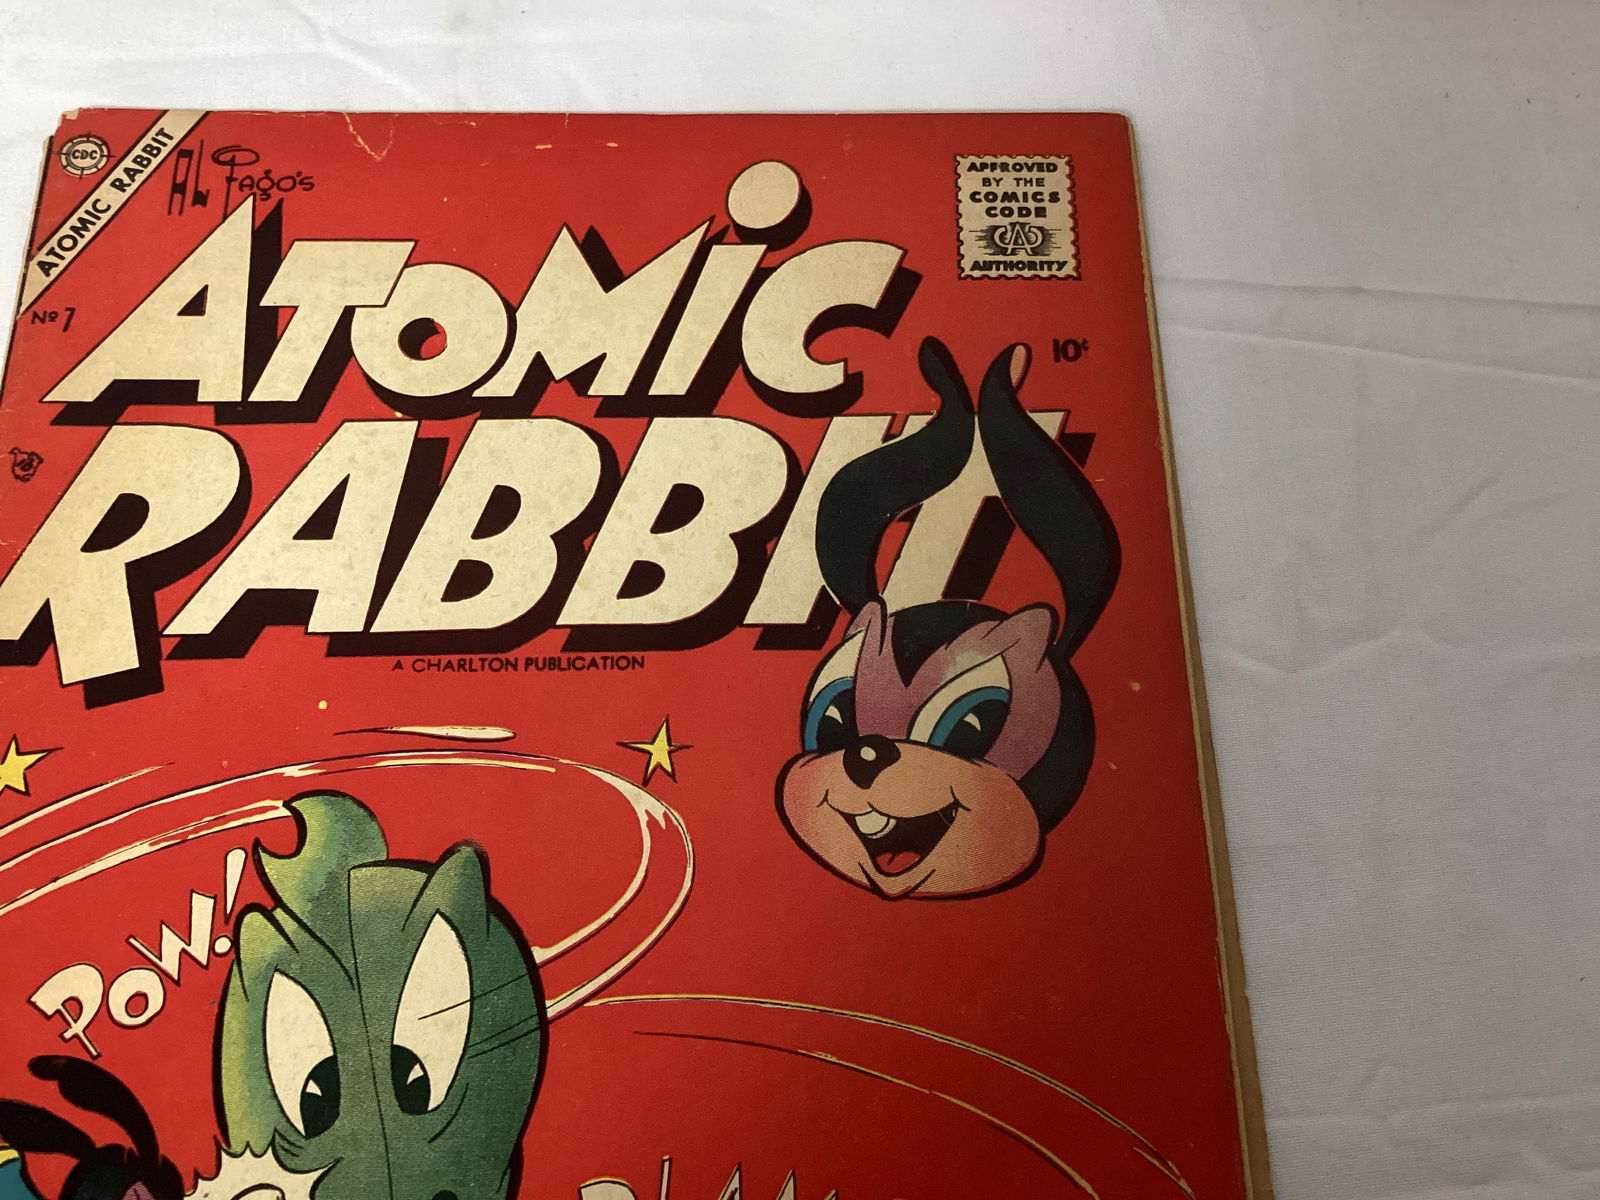 CDC
ATOMIC RABBIT
AL FAGO'S
APPROVED
BY THE
COMICS
CODE
CA
AUTHORITY
ATOMIC
Nº 7
10¢
RABBIT
A CHARLTON PUBLICATION
POW!